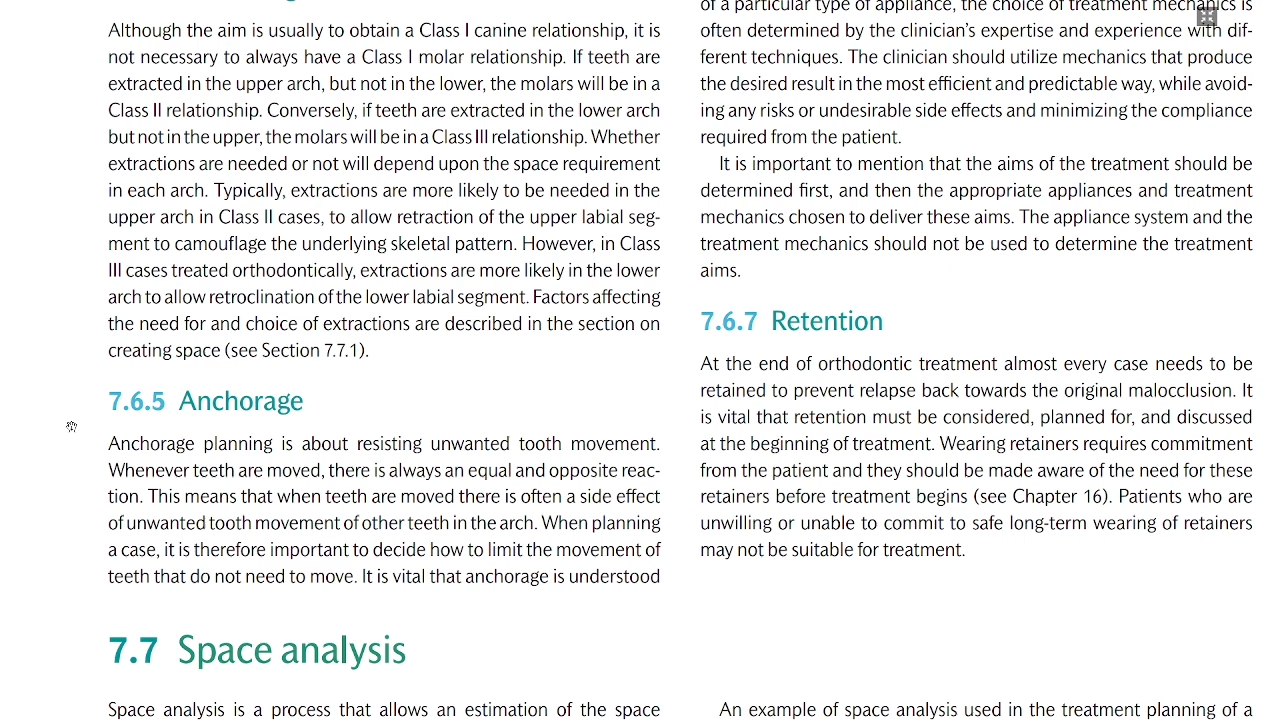 Although the aim is usually to obtain a Class I canine relationship, it is
not necessary to always have a Class I molar relationship. If teeth are
extracted in the upper arch, but not in the lower, the molars will be in a
Class II relationship. Conversely, if teeth are extracted in the lower arch
but not in the upper, the molars will be in a Class III relationship. Whether
extractions are needed or not will depend upon the space requirement
in each arch. Typically, extractions are more likely to be needed in the
upper arch in Class II cases, to allow retraction of the upper labial seg-
ment to camouflage the underlying skeletal pattern. However, in Class
III cases treated orthodontically, extractions are more likely in the lower
arch to allow retroclination of the lower labial segment. Factors affecting
the need for and choice of extractions are described in the section on
creating space (see Section 7.7.1).
7.6.5 Anchorage
Anchorage planning is about resisting unwanted tooth movement.
Whenever teeth are moved, there is always an equal and opposite reac-
tion. This means that when teeth are moved there is often a side effect
of unwanted tooth movement of other teeth in the arch. When planning
a case, it is therefore important to decide how to limit the movement of
teeth that do not need to move. It is vital that anchorage is understood
of a particular type of appliance, the choice of treatment mechanics is
often determined by the clinician's expertise and experience with dif-
ferent techniques. The clinician should utilize mechanics that produce
the desired result in the most efficient and predictable way, while avoid-
ing any risks or undesirable side effects and minimizing the compliance
required from the patient.
It is important to mention that the aims of the treatment should be
determined first, and then the appropriate appliances and treatment
mechanics chosen to deliver these aims. The appliance system and the
treatment mechanics should not be used to determine the treatment
aims.
7.6.7 Retention
At the end of orthodontic treatment almost every case needs to be
retained to prevent relapse back towards the original malocclusion. It
is vital that retention must be considered, planned for, and discussed
at the beginning of treatment. Wearing retainers requires commitment
from the patient and they should be made aware of the need for these
retainers before treatment begins (see Chapter 16). Patients who are
unwilling or unable to commit to safe long-term wearing of retainers
may not be suitable for treatment.
7.7 Space analysis
Space analysis is a process that allows an estimation of the space
An example of space analysis used in the treatment planning of a